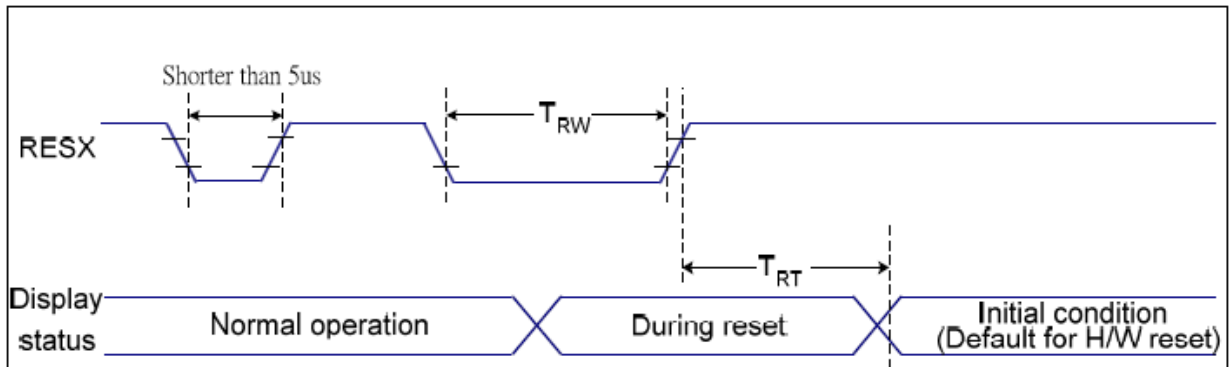 Shorter than 5us
RESX
TRW
TRT
Display
status
Normal operation
During reset
Initial condition
(Default for H/W reset)